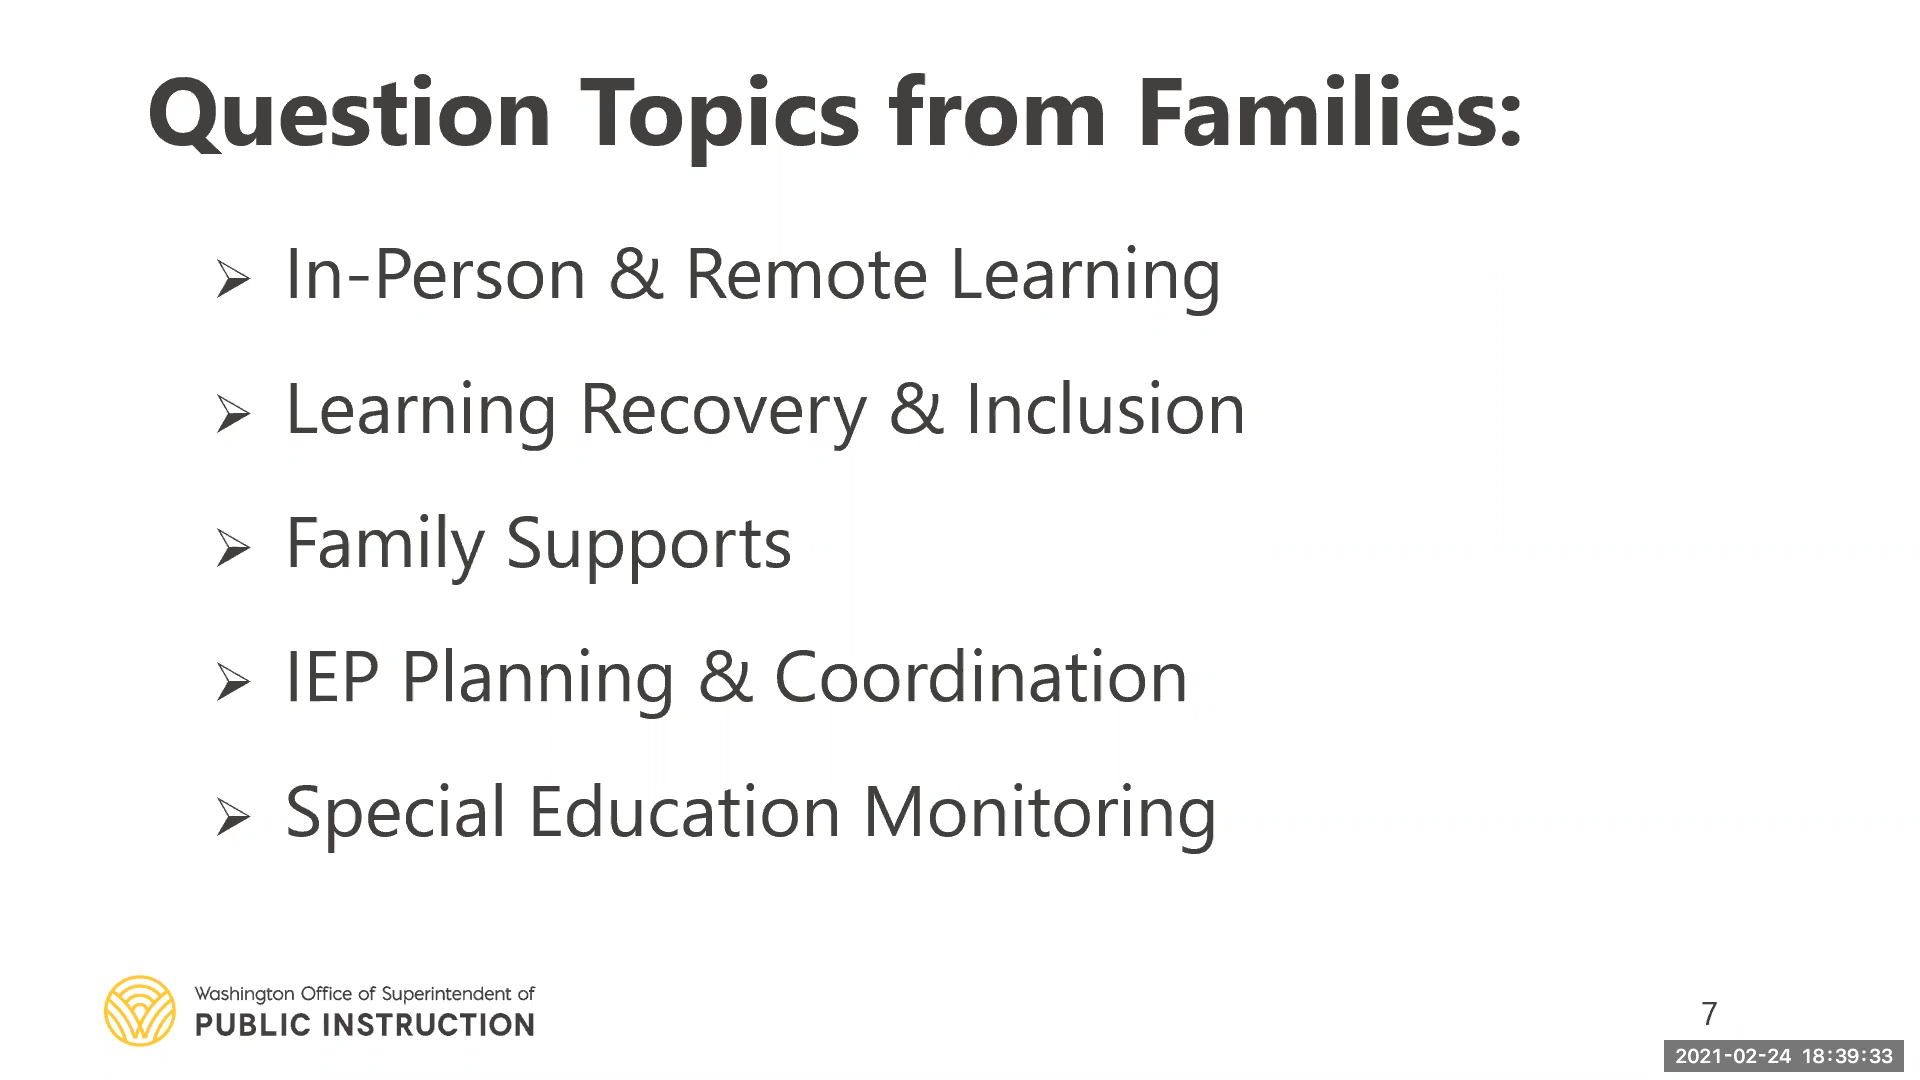 Question Topics from Families:
In-Person & Remote Learning
Learning Recovery & Inclusion
Family Supports
IEP Planning & Coordination
Special Education Monitoring
Washington Office of Superintendent of
PUBLIC INSTRUCTION
7
2021-02-24 18:39:33